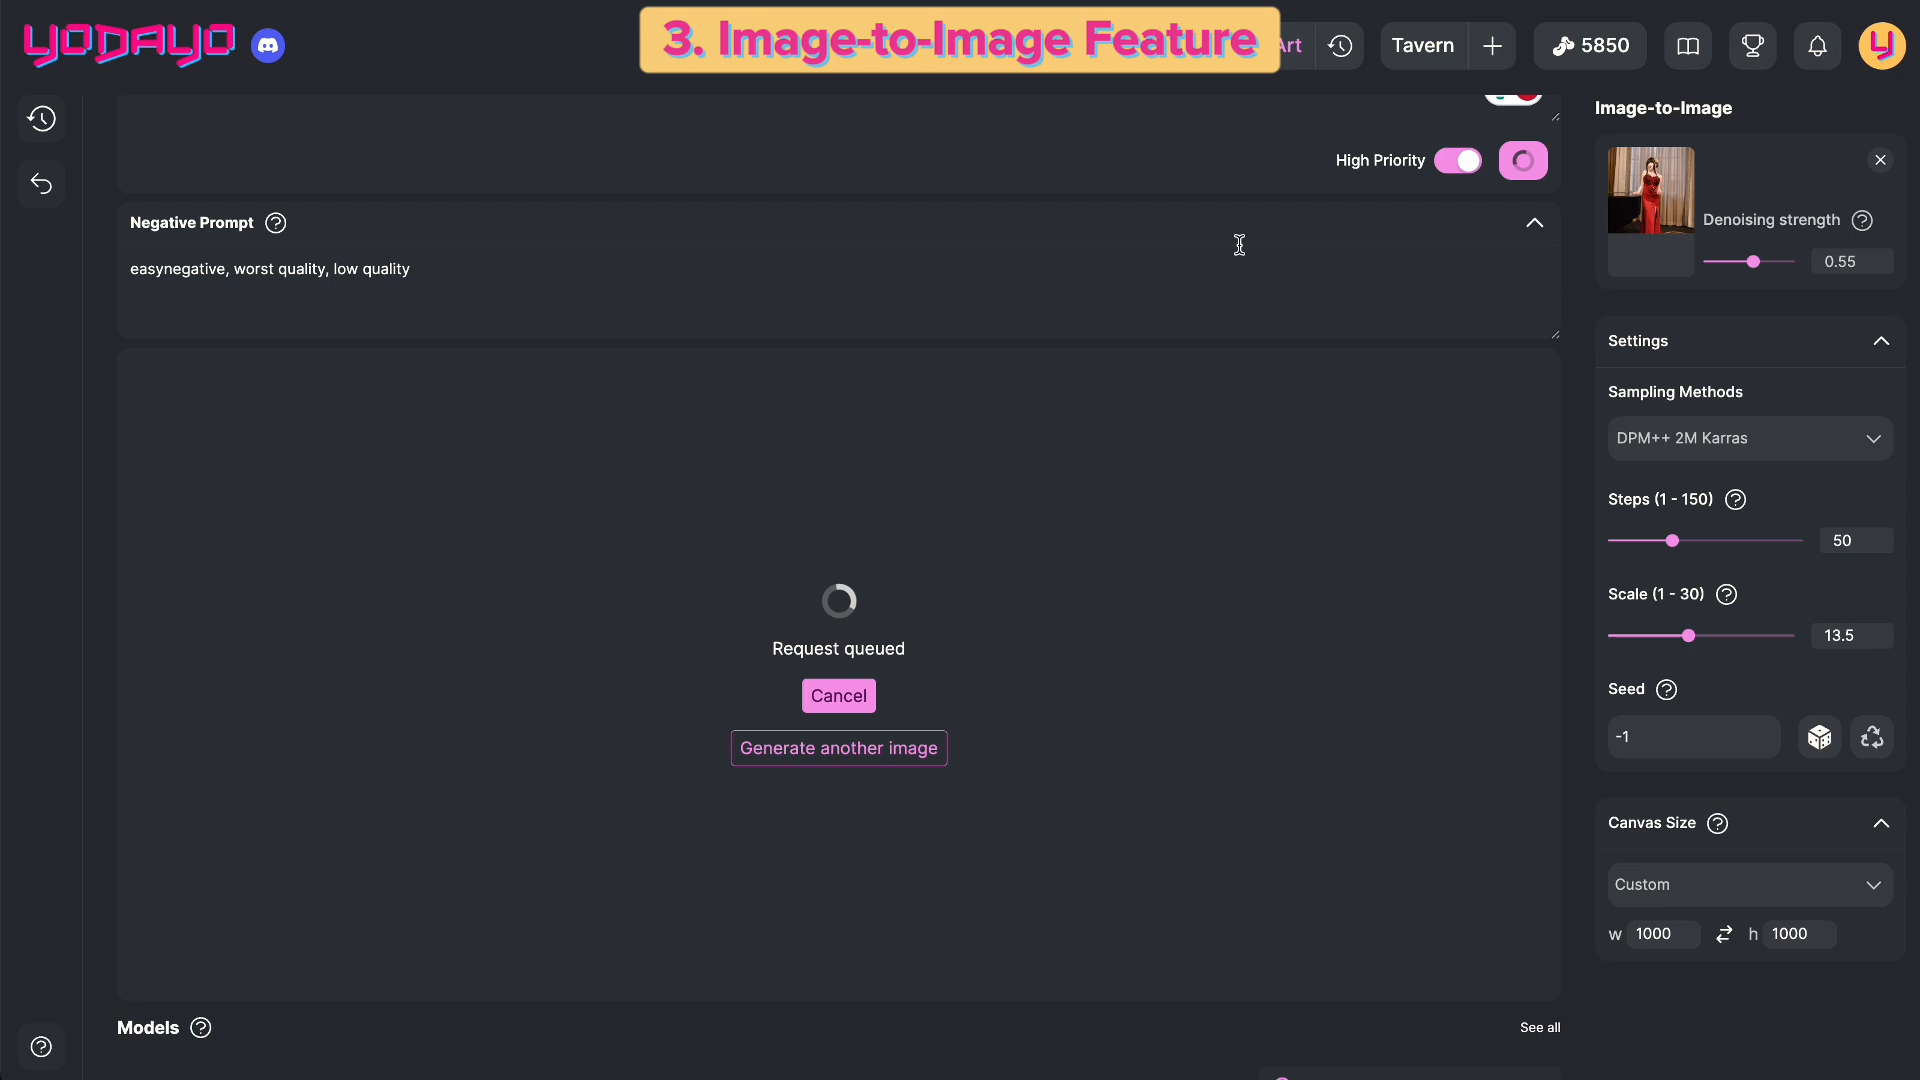 YODAYO
3. Image-to-Image Feature
Art
Tavern
5850
Image-to-Image
High Priority
Denoising strength
0.55
Negative Prompt
easynegative, worst quality, low quality
Settings
Sampling Methods
DPM++ 2M Karras
Steps (1 - 150)
50
Scale (1 - 30)
13.5
Request queued
Cancel
Generate another image
Seed
-1
Canvas Size
Custom
w 1000 h 1000
Models
See all